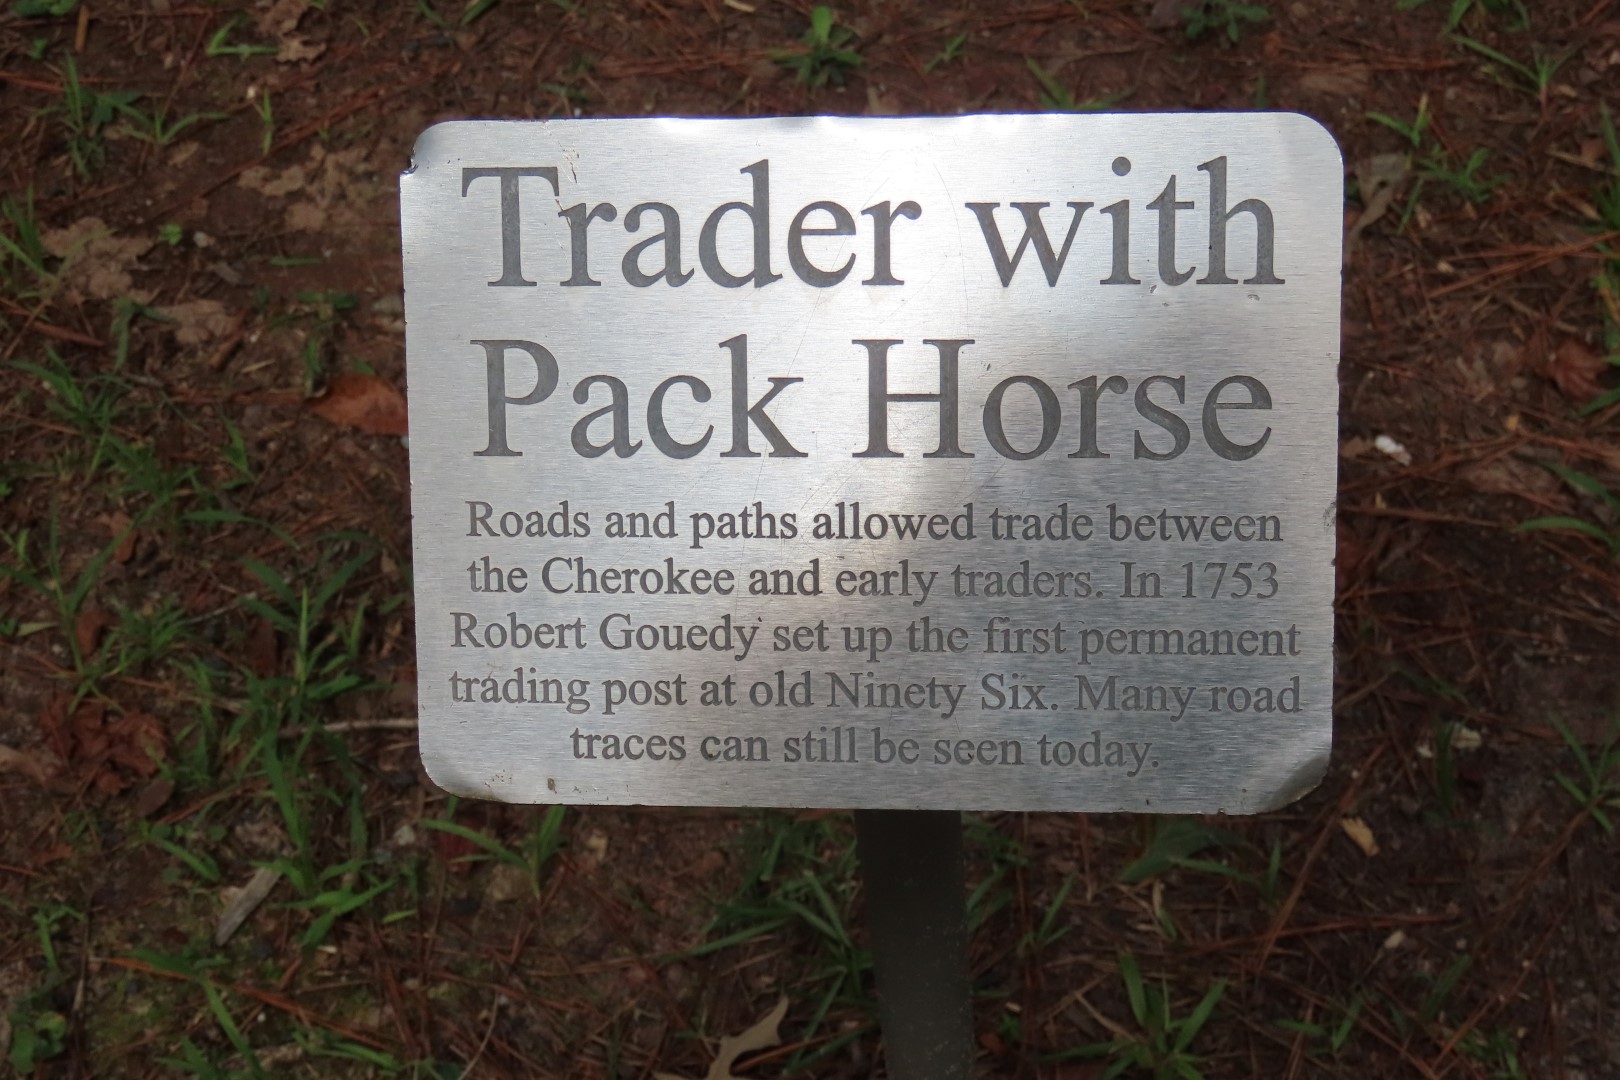 Trader with
Pack Horse
Roads and paths allowed trade between
the Cherokee and early traders. In 1753
Robert Gouedy set up the first permanent
trading post at old Ninety Six. Many road
traces can still be seen today.